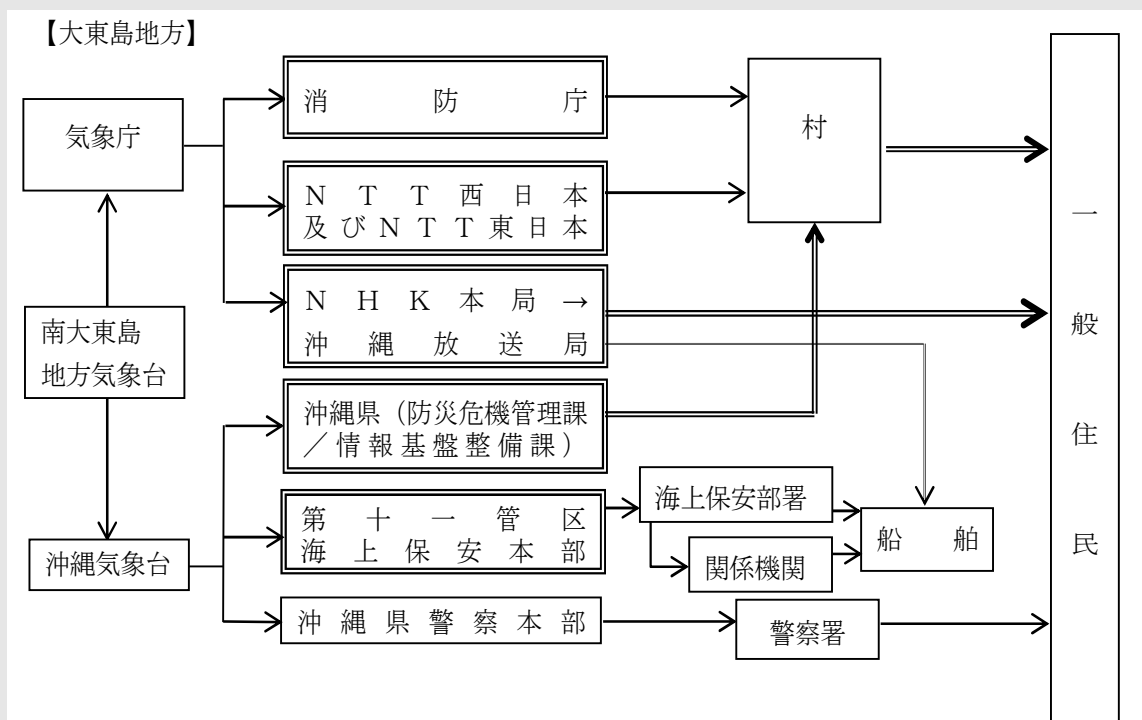 【大東島地方】
気象庁
消防庁
村
NTT西日本
及びNTT東日本
NHK本局→
沖縄放送局
南大東島
地方気象台
沖縄県（防災危機管理課
／情報基盤整備課）
第十一管区
海上保安本部
海上保安部署
関係機関
船舶
沖縄気象台
沖縄県警察本部
警察署
一般住民